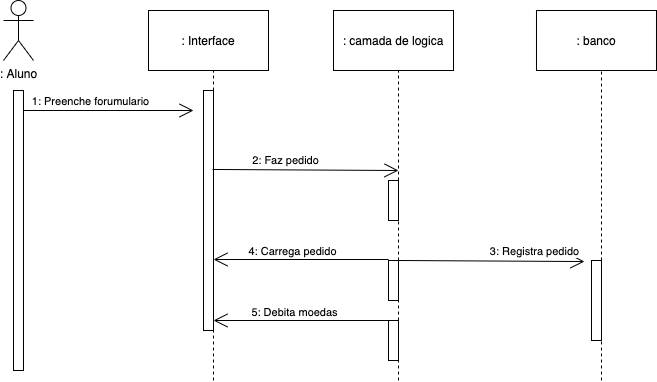 : Aluno
: Interface
: camada de logica
: banco
1: Preenche forumulario
2: Faz pedido
4: Carrega pedido
3: Registra pedido
5: Debita moedas